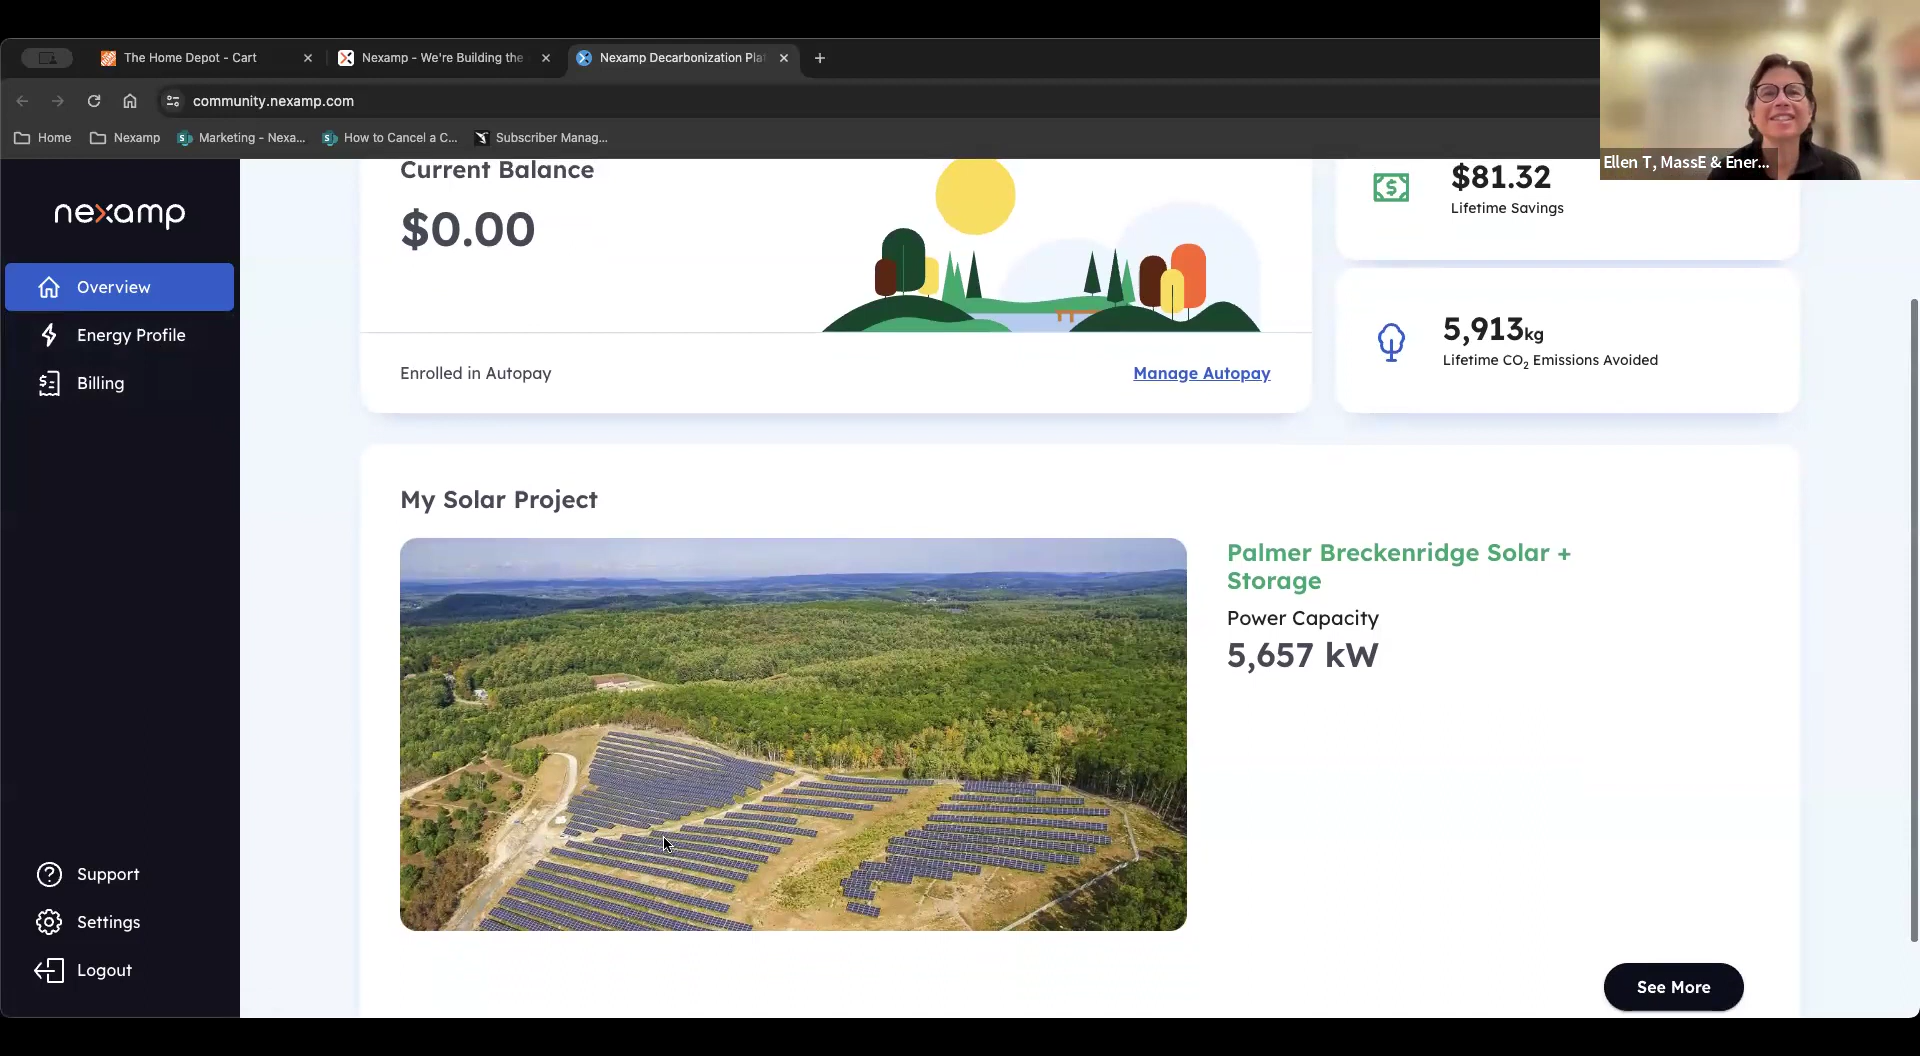 The Home Depot - Cart
Nexamp - We're Building the
Nexamp Decarbonization Pla
community.nexamp.com
Home
Nexamp
Marketing - Nexa...
How to Cancel a C...
Subscriber Manag...
Ellen T, MassE & Ener...
nexamp
Overview
Energy Profile
Billing
Support
Settings
Logout
Current Balance
$0.00
Enrolled in Autopay
Manage Autopay
$81.32
Lifetime Savings
5,913kg
Lifetime CO2 Emissions Avoided
My Solar Project
Palmer Breckenridge Solar +
Storage
Power Capacity
5,657 kW
See More